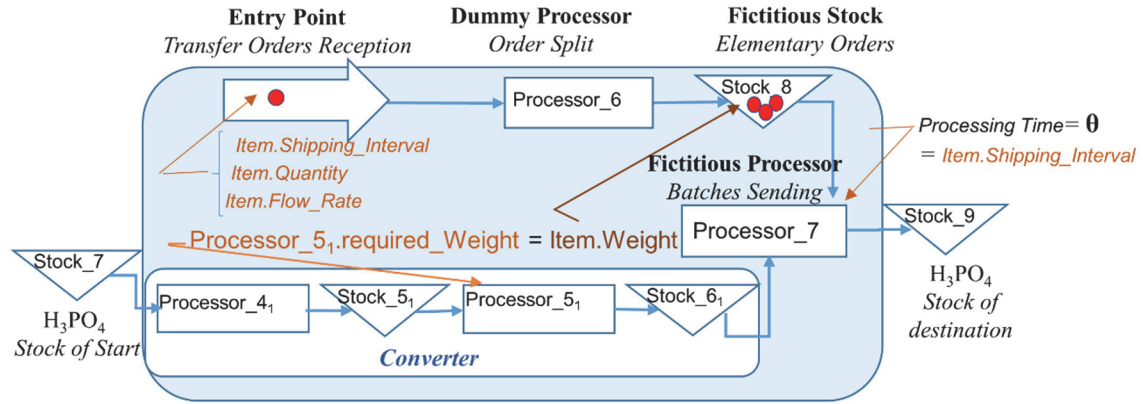 Entry Point
Transfer Orders Reception
Dummy Processor
Order Split
Fictitious Stock
Elementary Orders
Processor_6
Stock_8
Item.Shipping_Interval
Item.Quantity
Item.Flow_Rate
Processing Time= θ
= Item.Shipping_Interval
Fictitious Processor
Batches Sending
Processor_5₁.required_Weight = Item.Weight
Processor_7
Stock_9
H₃PO₄
Stock of
destination
Stock_7
H₃PO₄
Stock of Start
Processor_4₁
Stock_5₁
Processor_5₁
Stock_6₁
Converter